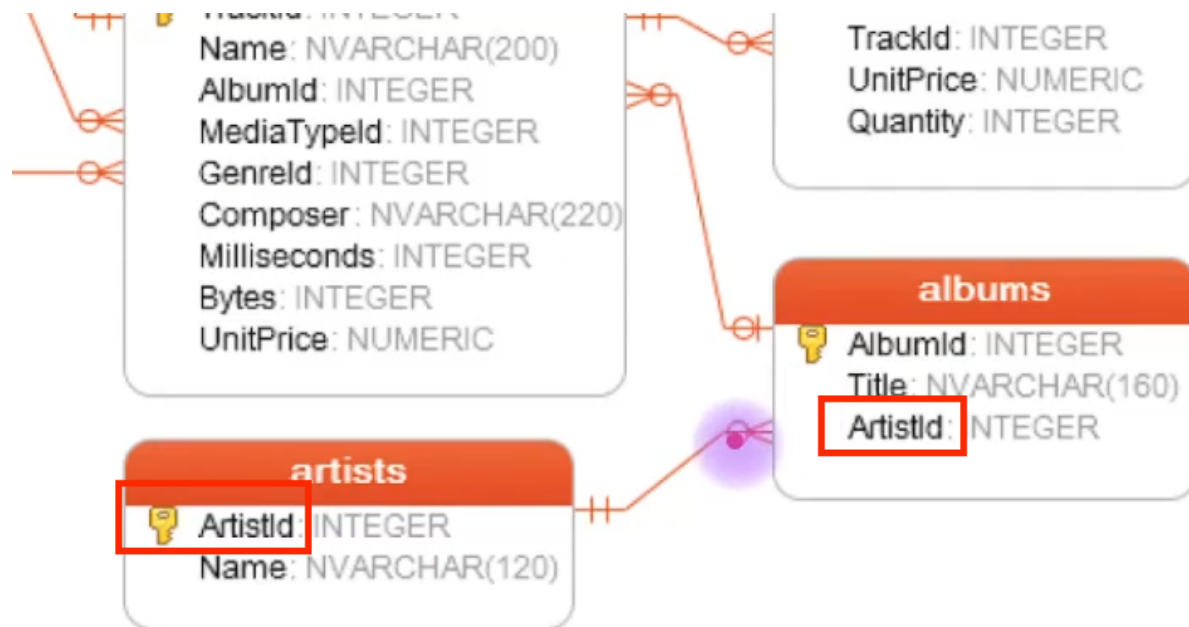 TrackId: INTEGER
Name: NVARCHAR(200)
AlbumId: INTEGER
MediaTypeId: INTEGER
GenreId: INTEGER
Composer: NVARCHAR(220)
Milliseconds: INTEGER
Bytes: INTEGER
UnitPrice: NUMERIC
TrackId: INTEGER
UnitPrice: NUMERIC
Quantity: INTEGER
albums
AlbumId: INTEGER
Title: NVARCHAR(160)
ArtistId: INTEGER
artists
ArtistId: INTEGER
Name: NVARCHAR(120)